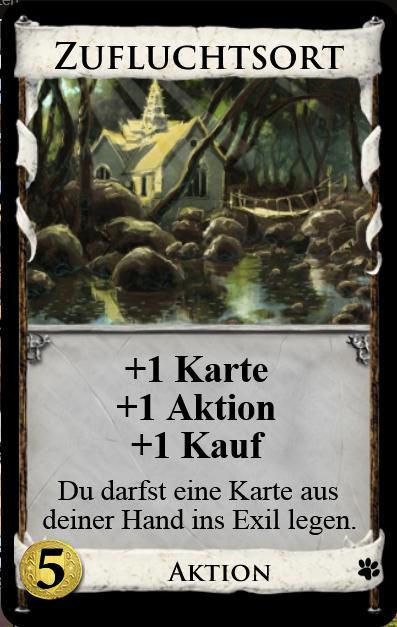 Zufluchtsort
+1 Karte
+1 Aktion
+1 Kauf
Du darfst eine Karte aus
deiner Hand ins Exil legen.
5
Aktion